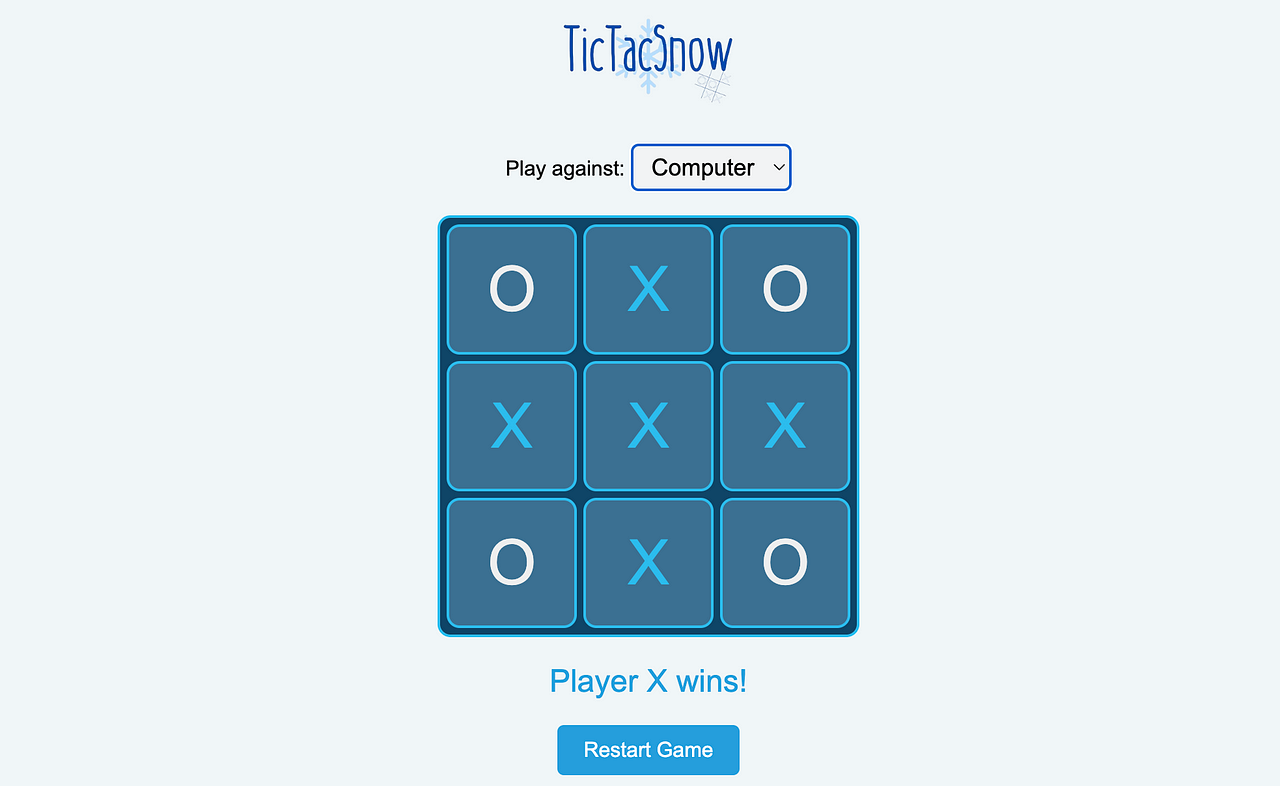 TicTacSnow
Play against: Computer
O X O
X X X
O X O
Player X wins!
Restart Game